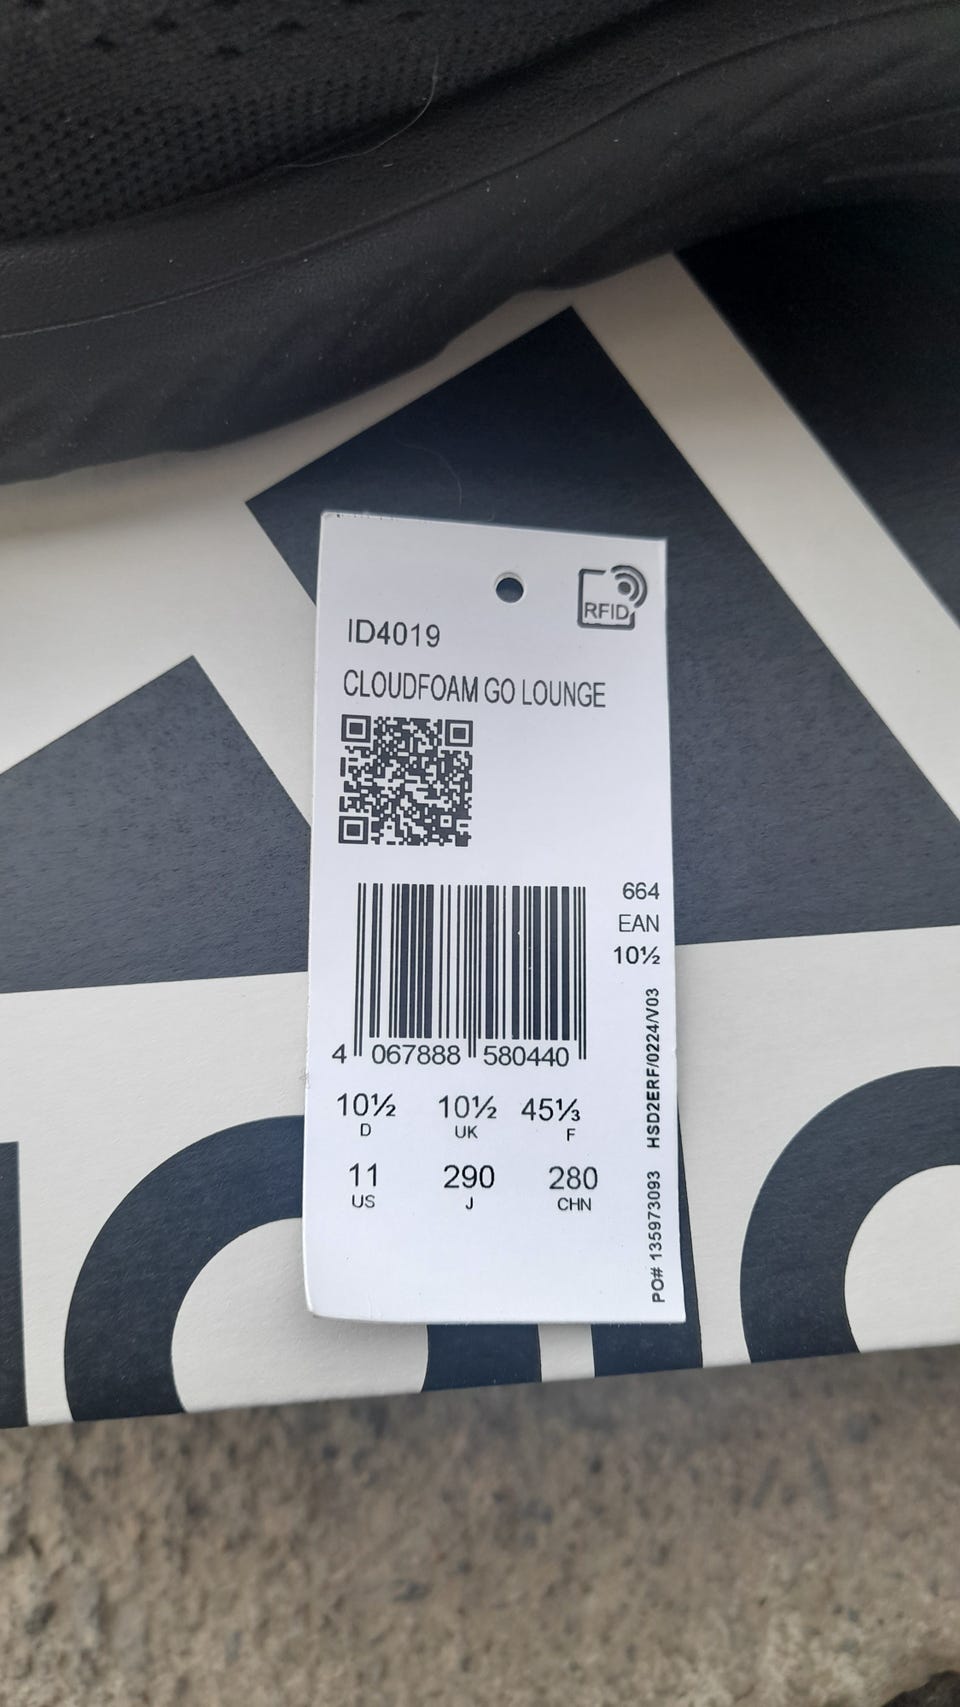 RFID
ID4019
CLOUDFOAM GO LOUNGE
664
EAN
10½
4 067888 580440
10½ 10½ 45⅓
D UK F
11 290 280
US J CHN
PO# 135973093 HSD2ERF/0224/V03